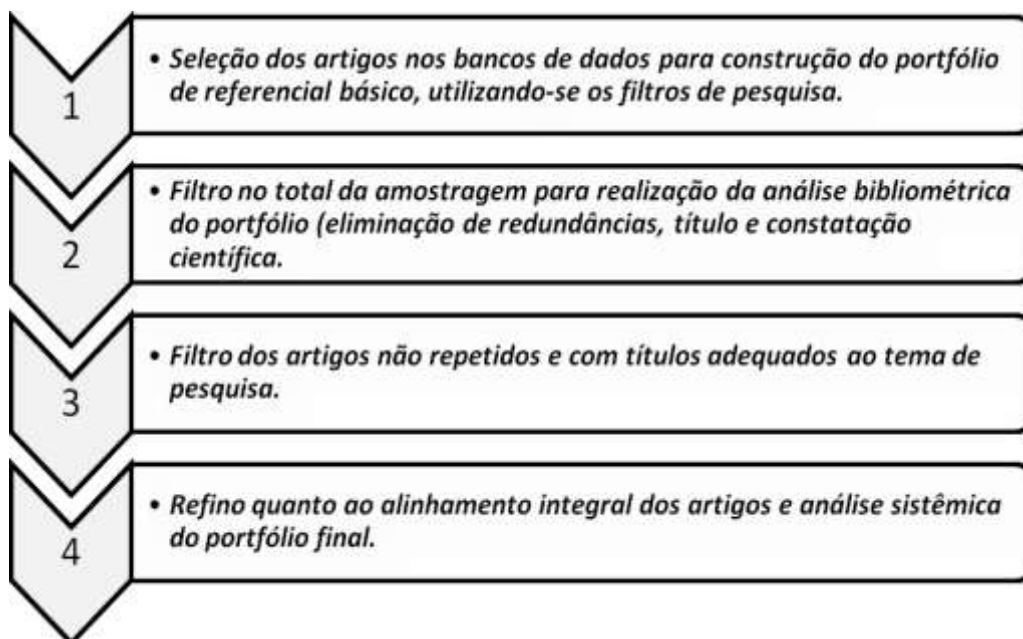 1
• Seleção dos artigos nos bancos de dados para construção do portfólio
de referencial básico, utilizando-se os filtros de pesquisa.
2
• Filtro no total da amostragem para realização da análise bibliométrica
do portfólio (eliminação de redundâncias, título e constatação
científica.
3
• Filtro dos artigos não repetidos e com títulos adequados ao tema de
pesquisa.
4
• Refino quanto ao alinhamento integral dos artigos e análise sistêmica
do portfólio final.